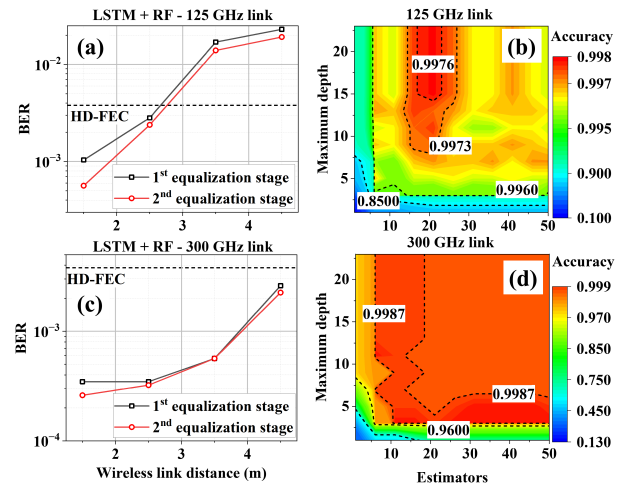 LSTM + RF - 125 GHz link
(a)
BER
10⁻²
10⁻³
HD-FEC
1st equalization stage
2nd equalization stage
2
3
4
125 GHz link
(b)
Maximum depth
20
15
10
5
0.9976
0.9973
0.9960
0.8500
1
10
20
30
40
50
Accuracy
0.998
0.997
0.995
0.990
0.900
0.100
LSTM + RF - 300 GHz link
HD-FEC
(c)
BER
10⁻³
10⁻⁴
1st equalization stage
2nd equalization stage
2
3
4
Wireless link distance (m)
300 GHz link
(d)
Maximum depth
20
15
10
5
0.9987
0.9987
0.9600
1
10
20
30
40
50
Estimators
Accuracy
0.999
0.970
0.850
0.750
0.450
0.130